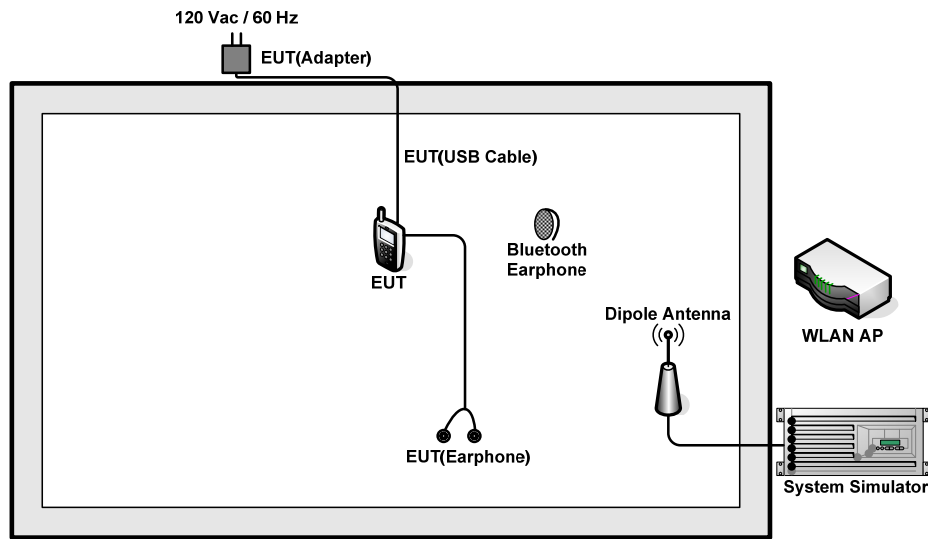 120 Vac / 60 Hz
EUT(Adapter)
EUT(USB Cable)
Bluetooth
Earphone
EUT
Dipole Antenna
WLAN AP
EUT(Earphone)
System Simulator